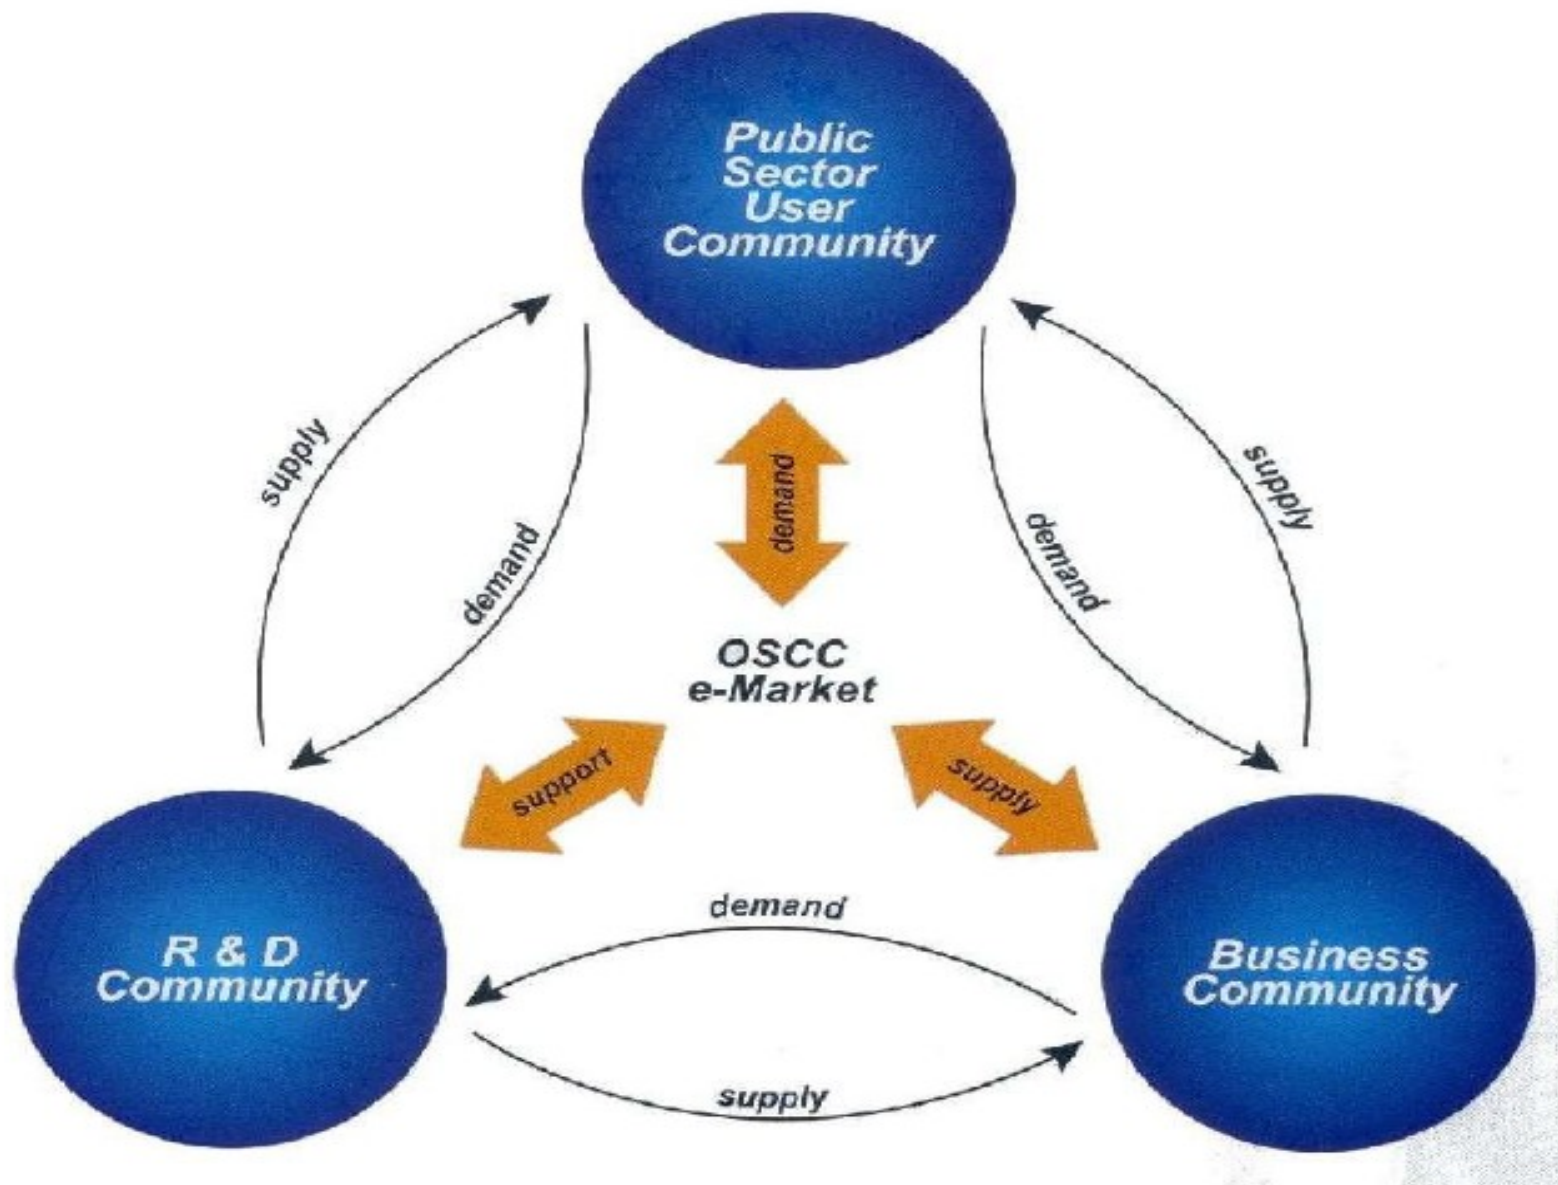 Public
Sector
User
Community
supply
demand
demand
demand
supply
OSCC
e-Market
support
supply
R & D
Community
demand
supply
Business
Community